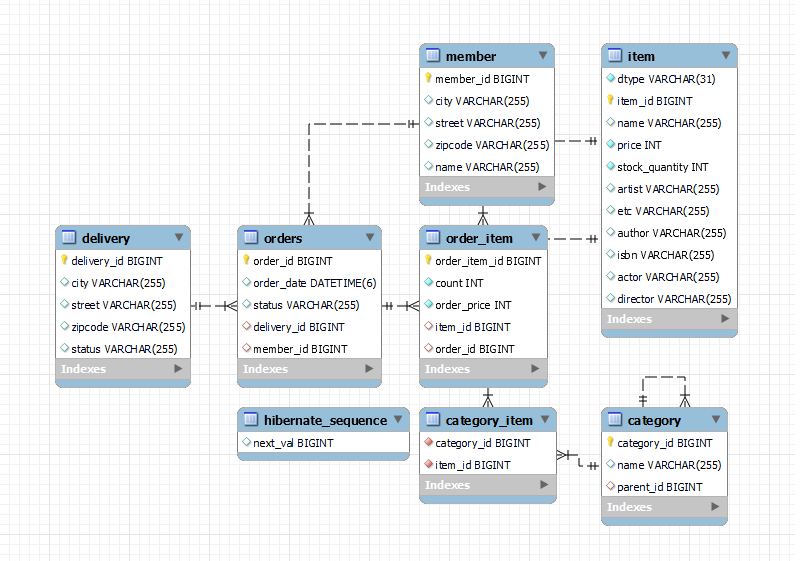 member
member_id BIGINT
city VARCHAR(255)
street VARCHAR(255)
zipcode VARCHAR(255)
name VARCHAR(255)
Indexes
item
dtype VARCHAR(31)
item_id BIGINT
name VARCHAR(255)
price INT
stock_quantity INT
artist VARCHAR(255)
etc VARCHAR(255)
author VARCHAR(255)
isbn VARCHAR(255)
actor VARCHAR(255)
director VARCHAR(255)
Indexes
delivery
delivery_id BIGINT
city VARCHAR(255)
street VARCHAR(255)
zipcode VARCHAR(255)
status VARCHAR(255)
Indexes
orders
order_id BIGINT
order_date DATETIME(6)
status VARCHAR(255)
delivery_id BIGINT
member_id BIGINT
Indexes
order_item
order_item_id BIGINT
count INT
order_price INT
item_id BIGINT
order_id BIGINT
Indexes
hibernate_sequence
next_val BIGINT
category_item
category_id BIGINT
item_id BIGINT
Indexes
category
category_id BIGINT
name VARCHAR(255)
parent_id BIGINT
Indexes